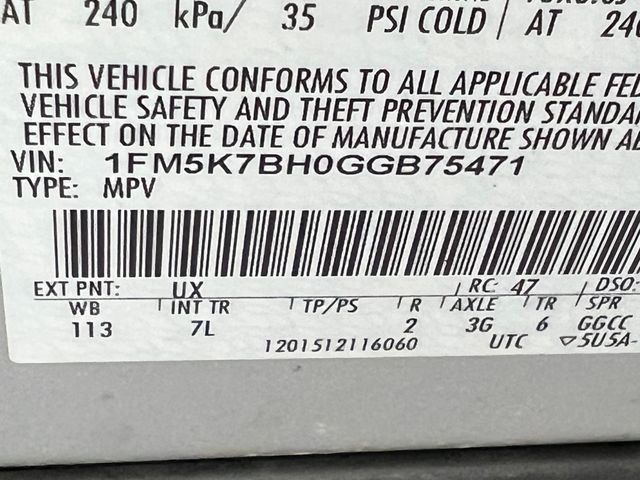 AT 240 kPa/ 35 PSI COLD / AT 240
THIS VEHICLE CONFORMS TO ALL APPLICABLE FE
VEHICLE SAFETY AND THEFT PREVENTION STANDA
EFFECT ON THE DATE OF MANUFACTURE SHOWN A
VIN: 1FM5K7BH0GGB75471
TYPE: MPV
EXT PNT: UX RC: 47 DSO:
WB INT TR TP/PS R AXLE TR SPR
113 7L 2 3G 6 GGCC
1201512116060 UTC ▽5U5A-